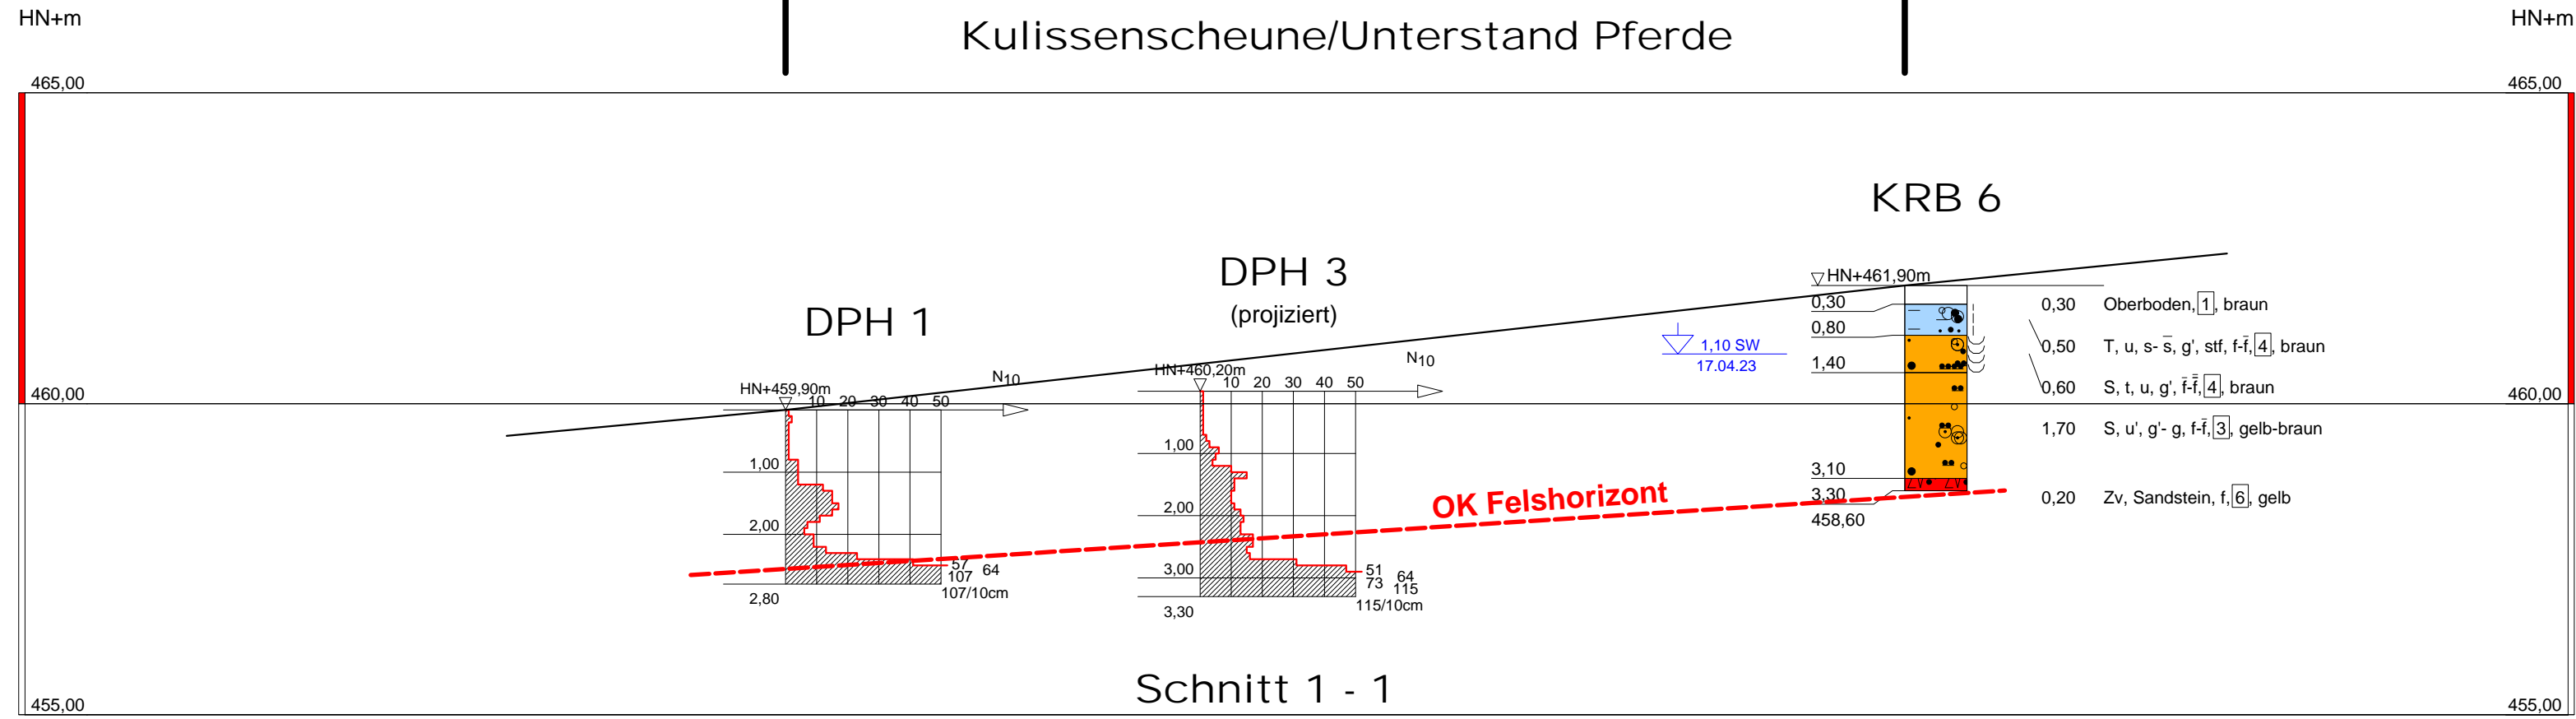 HN+m
HN+m
Kulissenscheune/Unterstand Pferde
465,00
465,00
KRB 6
DPH 3
(projiziert)
DPH 1
HN+461,90m
0,30
0,80
1,40
3,10
3,30
458,60
0,30 Oberboden, 1, braun
0,50 T, u, s- s̄, g', stf, f-f̄, 4, braun
0,60 S, t, u, g', f̄-f̿, 4, braun
1,70 S, u', g'- g, f-f̄, 3, gelb-braun
0,20 Zv, Sandstein, f, 6, gelb
1,10 SW
17.04.23
N10
HN+460,20m
10 20 30 40 50
1,00
2,00
3,00
3,30
51 64
73 115
115/10cm
N10
HN+459,90m
10 20 30 40 50
1,00
2,00
2,80
57 64
107
107/10cm
460,00
460,00
OK Felshorizont
Schnitt 1 - 1
455,00
455,00